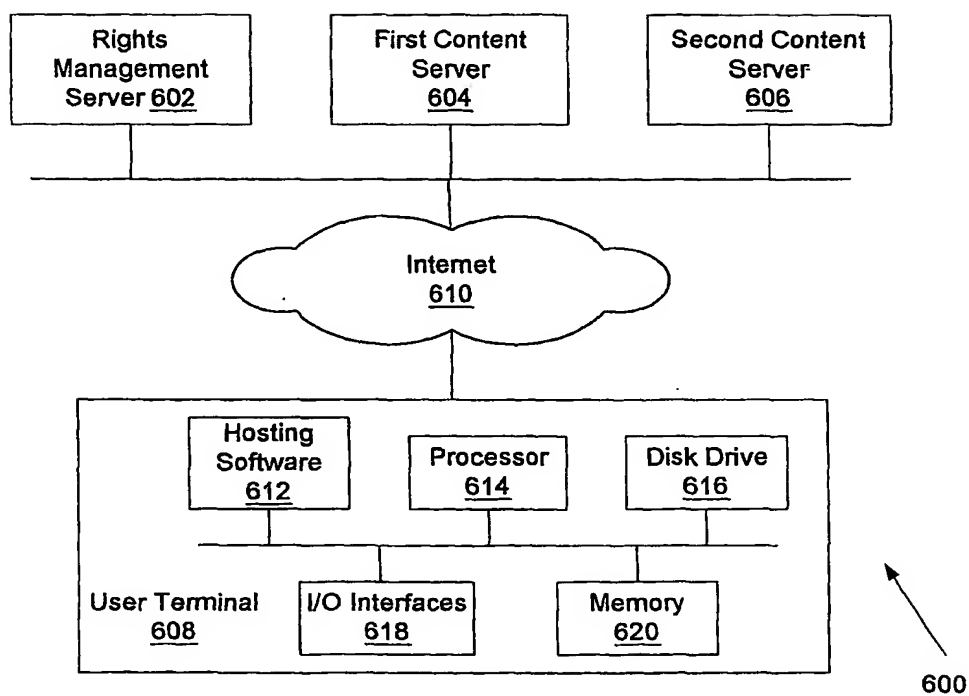 Rights
Management
Server 602
First Content
Server
604
Second Content
Server
606
Internet
610
Hosting
Software
612
Processor
614
Disk Drive
616
User Terminal
608
I/O Interfaces
618
Memory
620
600